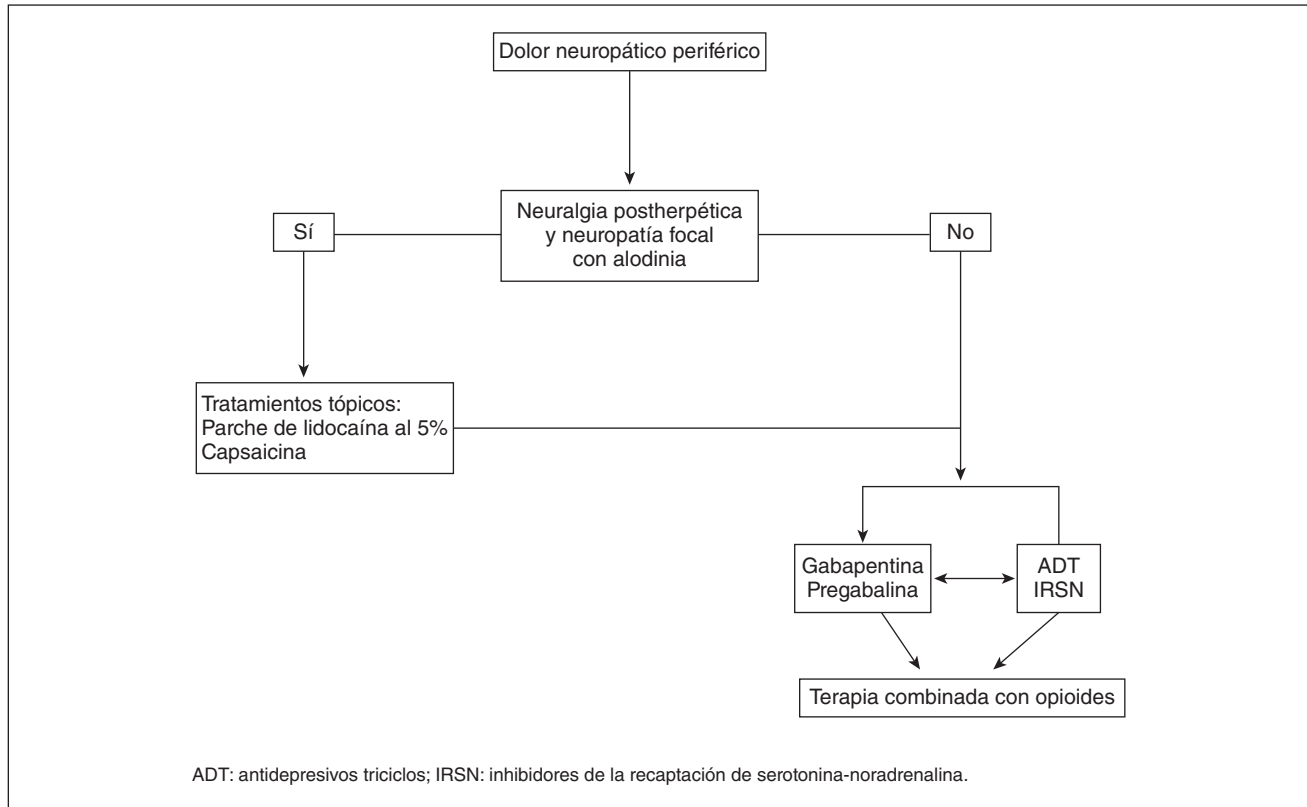 Dolor neuropático periférico
Neuralgia postherpética
y neuropatía focal
con alodinia
Sí
No
Tratamientos tópicos:
Parche de lidocaína al 5%
Capsaicina
Gabapentina
Pregabalina
ADT
IRSN
Terapia combinada con opioides
ADT: antidepresivos triciclos; IRSN: inhibidores de la recaptación de serotonina-noradrenalina.